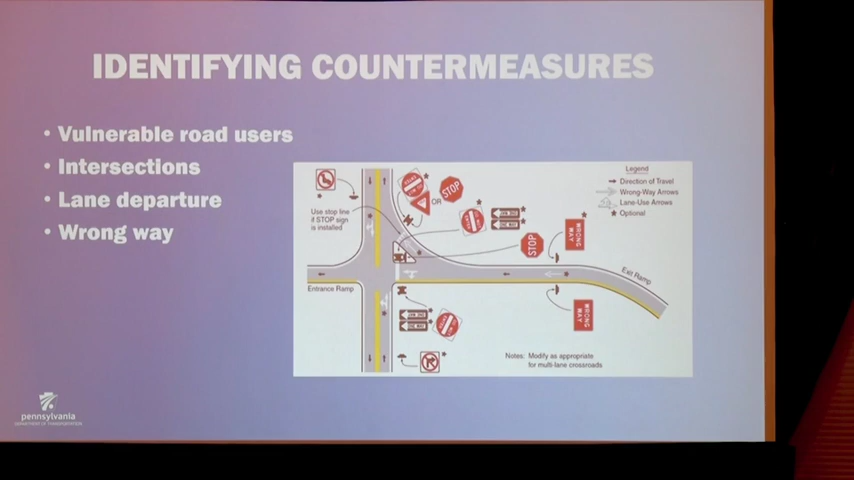 IDENTIFYING COUNTERMEASURES
• Vulnerable road users
• Intersections
• Lane departure
• Wrong way
Legend
Direction of Travel
Wrong-Way Arrows
Lane-Use Arrows
* Optional
OR
STOP
Use stop line
if STOP sign
is installed
STOP
WRONG
WAY
Entrance Ramp
Exit Ramp
WRONG
WAY
Notes: Modify as appropriate
for multi-lane crossroads
pennsylvania
DEPARTMENT OF TRANSPORTATION